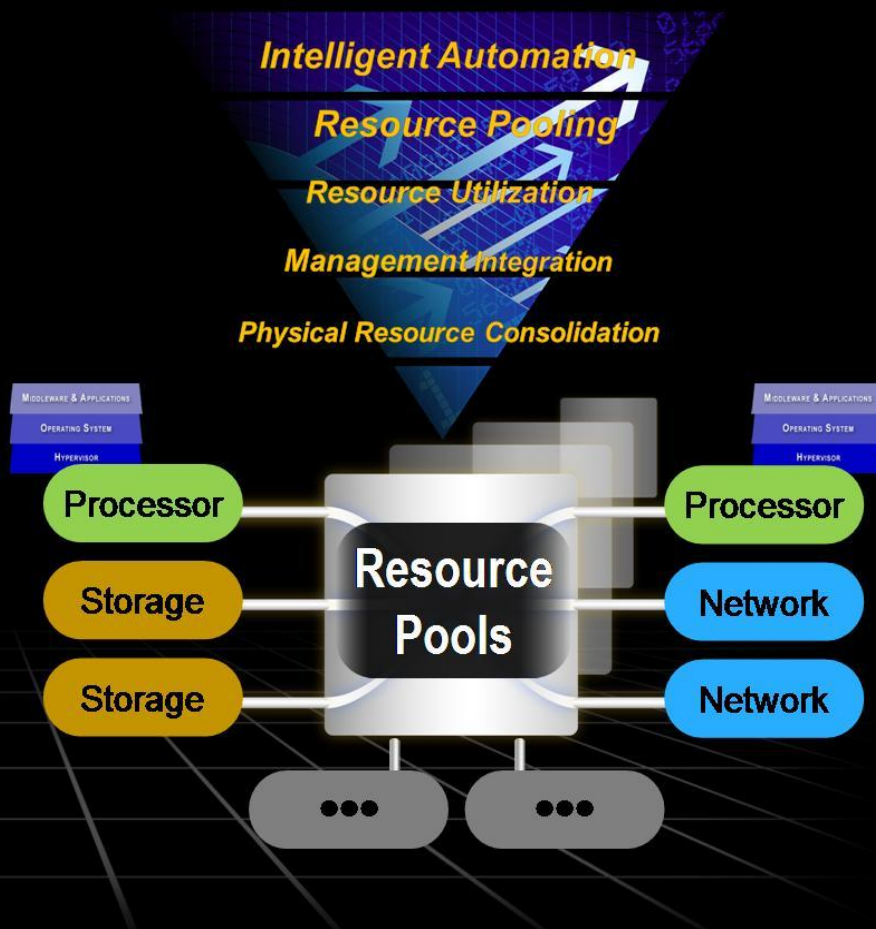 Intelligent Automation
Resource Pooling
Resource Utilization
Management Integration
Physical Resource Consolidation
MIDDLEWARE & APPLICATIONS
OPERATING SYSTEM
HYPERVISOR
MIDDLEWARE & APPLICATIONS
OPERATING SYSTEM
HYPERVISOR
Processor
Storage
Storage
Resource
Pools
Processor
Network
Network
●●●
●●●